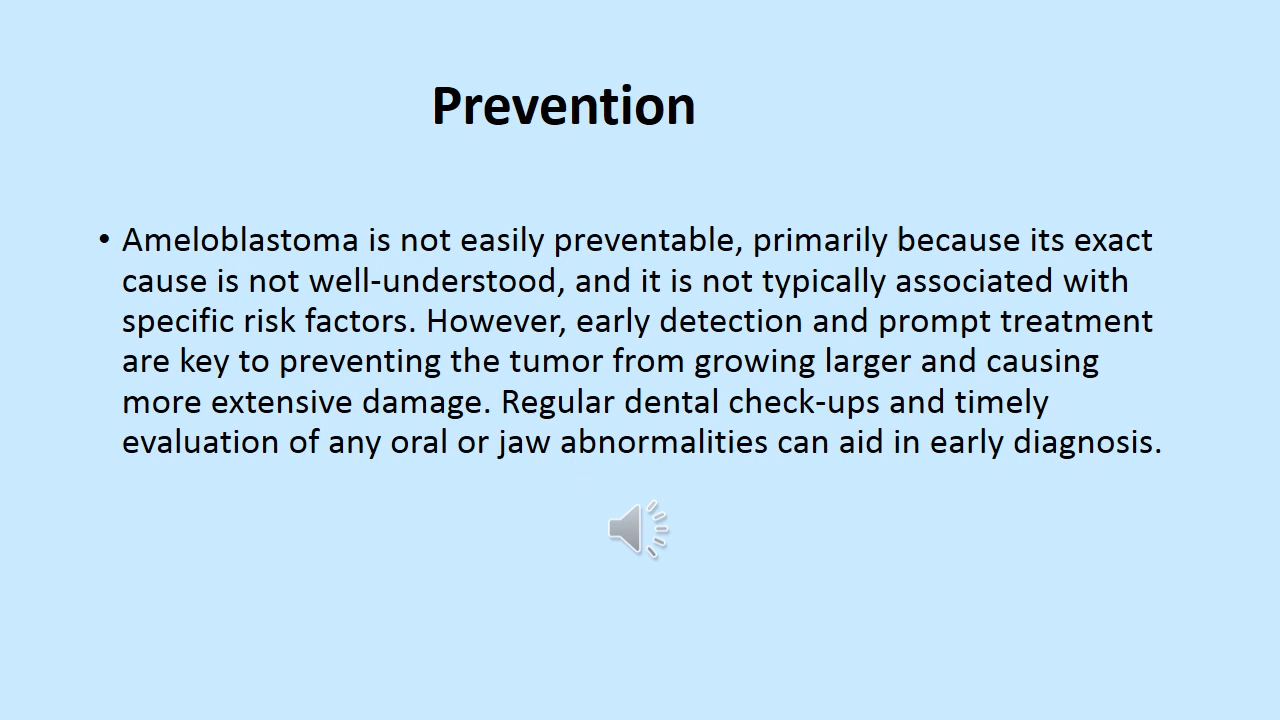 Prevention
• Ameloblastoma is not easily preventable, primarily because its exact
cause is not well-understood, and it is not typically associated with
specific risk factors. However, early detection and prompt treatment
are key to preventing the tumor from growing larger and causing
more extensive damage. Regular dental check-ups and timely
evaluation of any oral or jaw abnormalities can aid in early diagnosis.